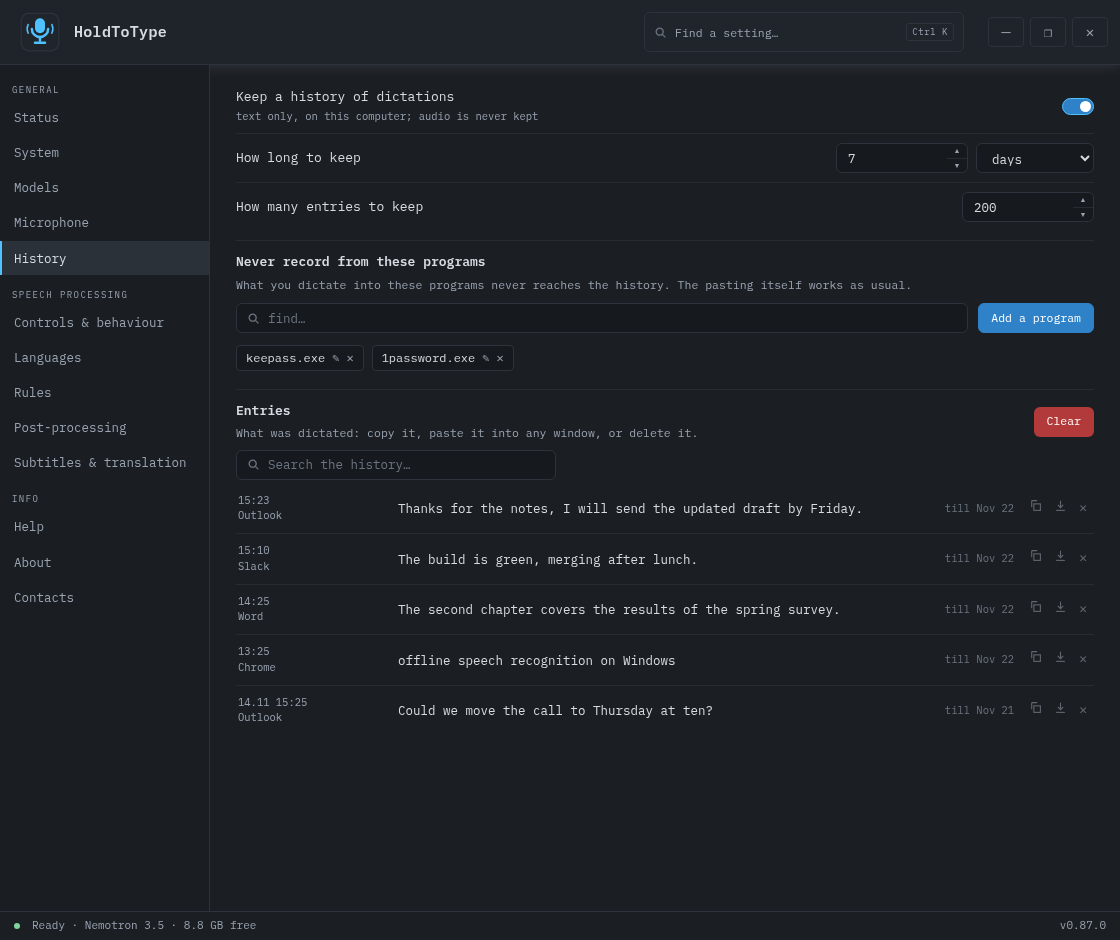 HoldToType
Find a setting…
Ctrl K
GENERAL
Status
System
Models
Microphone
History
SPEECH PROCESSING
Controls & behaviour
Languages
Rules
Post-processing
Subtitles & translation
INFO
Help
About
Contacts
Keep a history of dictations
text only, on this computer; audio is never kept
How long to keep
7
days
How many entries to keep
200
Never record from these programs
What you dictate into these programs never reaches the history. The pasting itself works as usual.
find…
Add a program
keepass.exe
1password.exe
Entries
What was dictated: copy it, paste it into any window, or delete it.
Clear
Search the history…
15:23
Outlook
Thanks for the notes, I will send the updated draft by Friday.
till Nov 22
15:10
Slack
The build is green, merging after lunch.
till Nov 22
14:25
Word
The second chapter covers the results of the spring survey.
till Nov 22
13:25
Chrome
offline speech recognition on Windows
till Nov 22
14.11 15:25
Outlook
Could we move the call to Thursday at ten?
till Nov 21
Ready · Nemotron 3.5 · 8.8 GB free
v0.87.0